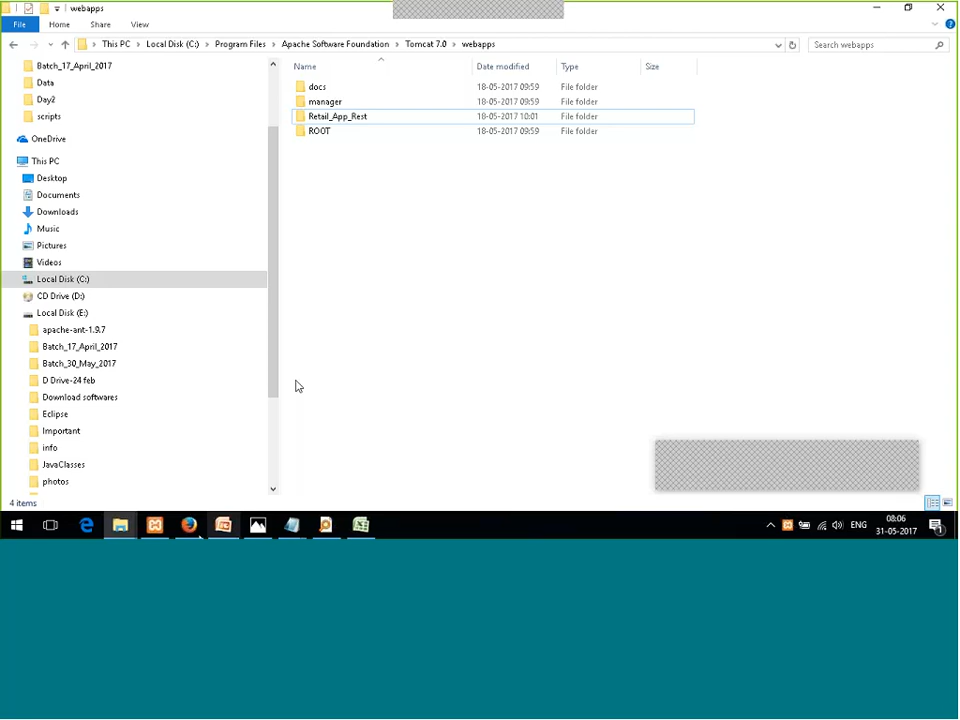 webapps
File Home Share View
This PC Local Disk (C:) Program Files Apache Software Foundation Tomcat 7.0 webapps
Search webapps
Batch_17_April_2017
Data
Day2
scripts
OneDrive
This PC
Desktop
Documents
Downloads
Music
Pictures
Videos
Local Disk (C:)
CD Drive (D:)
Local Disk (E:)
apache-ant-1.9.7
Batch_17_April_2017
Batch_30_May_2017
D Drive-24 feb
Download softwares
Eclipse
Important
info
JavaClasses
photos
Name Date modified Type Size
docs 18-05-2017 09:59 File folder
manager 18-05-2017 09:59 File folder
Retail_App_Rest 18-05-2017 10:01 File folder
ROOT 18-05-2017 09:59 File folder
4 items
ENG
08:06
31-05-2017
1